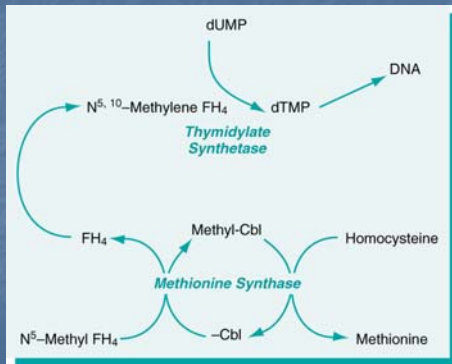 dUMP
DNA
N5, 10–Methylene FH4
dTMP
Thymidylate
Synthetase
FH4
Methyl-Cbl
Homocysteine
Methionine Synthase
N5–Methyl FH4
–Cbl
Methionine